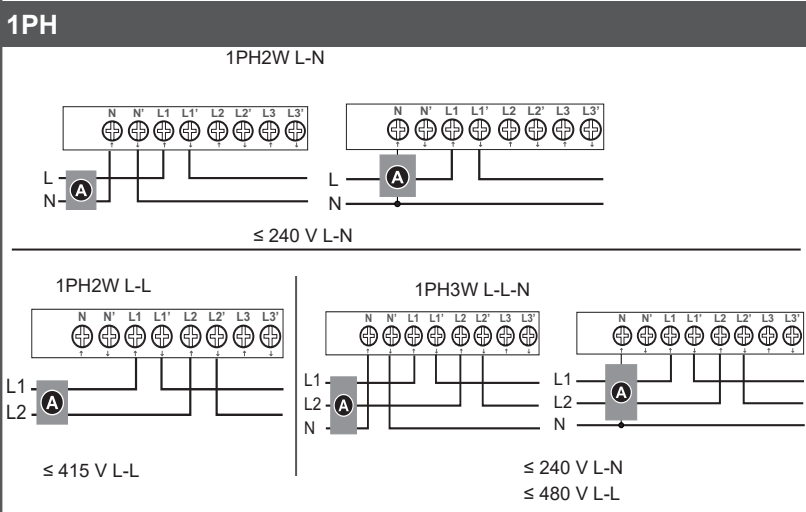 1PH
1PH2W L-N
N N' L1 L1' L2 L2' L3 L3'
N N' L1 L1' L2 L2' L3 L3'
L
N
A
L
N
A
≤ 240 V L-N
1PH2W L-L
N N' L1 L1' L2 L2' L3 L3'
L1
L2
A
≤ 415 V L-L
1PH3W L-L-N
N N' L1 L1' L2 L2' L3 L3'
N N' L1 L1' L2 L2' L3 L3'
L1
L2
N
A
L1
L2
N
A
≤ 240 V L-N
≤ 480 V L-L